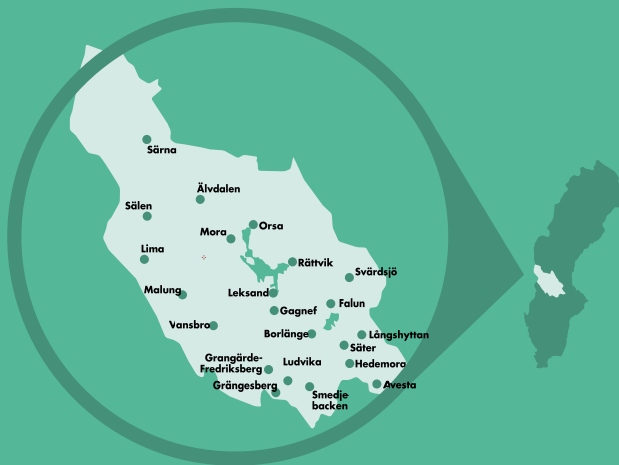 Särna
Älvdalen
Sälen
Orsa
Mora
Lima
Rättvik
Svärdsjö
Malung
Leksand
Falun
Gagnef
Vansbro
Borlänge
Långshyttan
Säter
Grangärde-
Fredriksberg
Ludvika
Hedemora
Grängesberg
Avesta
Smedje
backen